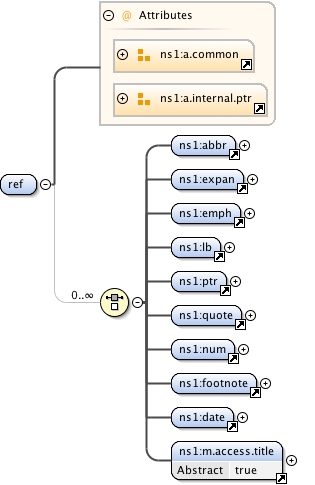 @ Attributes
ns1:a.common
ns1:a.internal.ptr
ns1:abbr
ns1:expan
ref
ns1:emph
ns1:lb
ns1:ptr
0..∞
ns1:quote
ns1:num
ns1:footnote
ns1:date
ns1:m.access.title
Abstract true